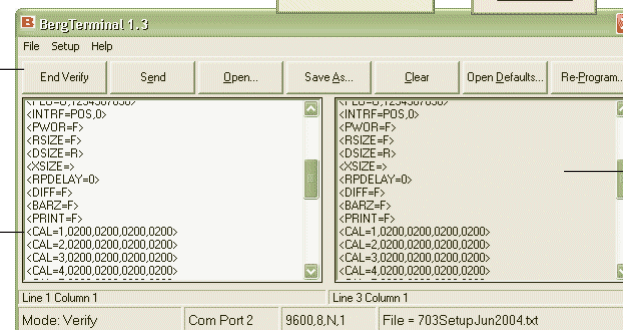 BergTerminal 1.3
File Setup Help
End Verify Send Open... Save As... Clear Open Defaults... Re-Program...
<INTRF=POS,0>
<PWOR=F>
<RSIZE=F>
<DSIZE=R>
<XSIZE=>
<RPDELAY=0>
<DIFF=F>
<BARZ=F>
<PRINT=F>
<CAL=1,0200,0200,0200,0200>
<CAL=2,0200,0200,0200,0200>
<CAL=3,0200,0200,0200,0200>
<CAL=4,0200,0200,0200,0200>
<INTRF=POS,0>
<PWOR=F>
<RSIZE=F>
<DSIZE=R>
<XSIZE=>
<RPDELAY=0>
<DIFF=F>
<BARZ=F>
<PRINT=F>
<CAL=1,0200,0200,0200,0200>
<CAL=2,0200,0200,0200,0200>
<CAL=3,0200,0200,0200,0200>
<CAL=4,0200,0200,0200,0200>
Line 1 Column 1
Line 3 Column 1
Mode: Verify Com Port 2 9600,8,N,1 File = 703SetupJun2004.txt